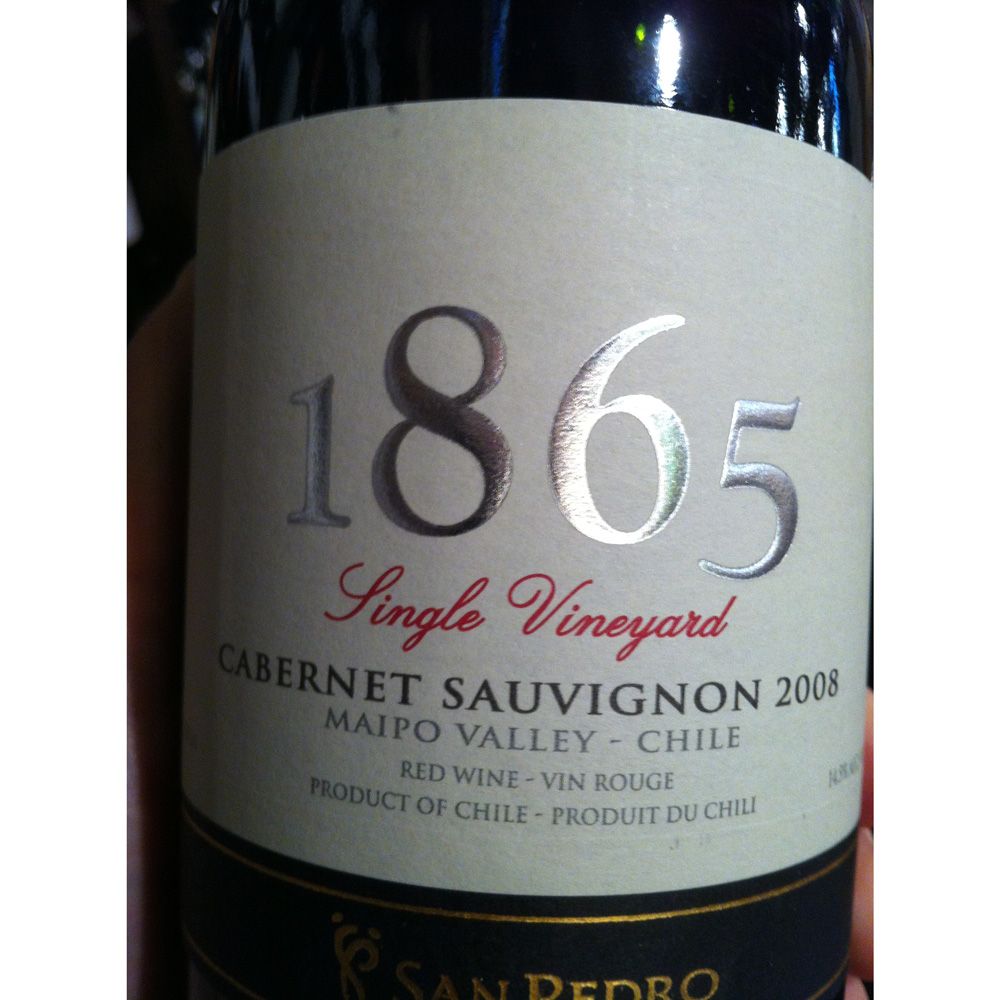 1865
Single Vineyard
CABERNET SAUVIGNON 2008
MAIPO VALLEY - CHILE
RED WINE - VIN ROUGE
PRODUCT OF CHILE - PRODUIT DU CHILI
SAN PEDRO